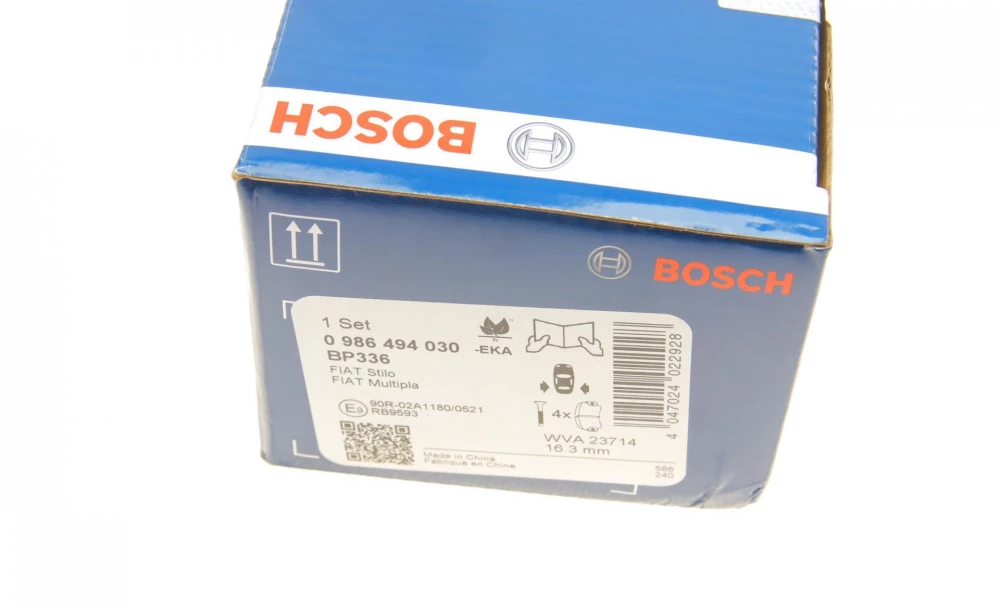 BOSCH
BOSCH
1 Set
0 986 494 030
BP336
FIAT Stilo
FIAT Multipla
-EKA
E9 90R-02A1180/0521
RB9593
4x
WVA 23714
16.3 mm
Made in China
Fabriqué en Chine
4 047024 022928
586
240